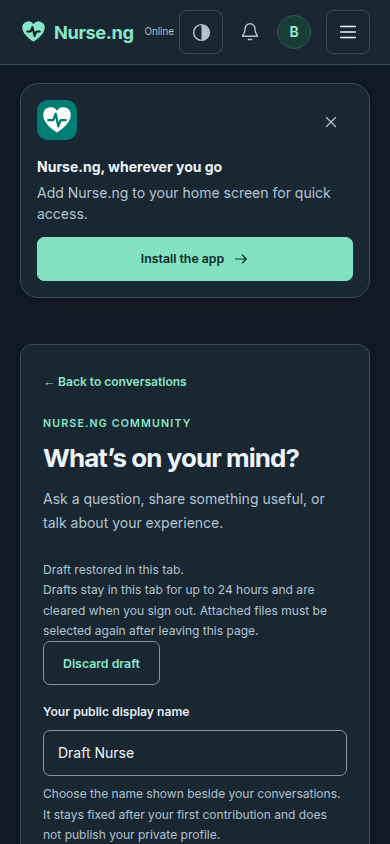 Nurse.ng Online B
Nurse.ng, wherever you go
Add Nurse.ng to your home screen for quick
access.
Install the app →
← Back to conversations
NURSE.NG COMMUNITY
What’s on your mind?
Ask a question, share something useful, or
talk about your experience.
Draft restored in this tab.
Drafts stay in this tab for up to 24 hours and are
cleared when you sign out. Attached files must be
selected again after leaving this page.
Discard draft
Your public display name
Draft Nurse
Choose the name shown beside your conversations.
It stays fixed after your first contribution and does
not publish your private profile.